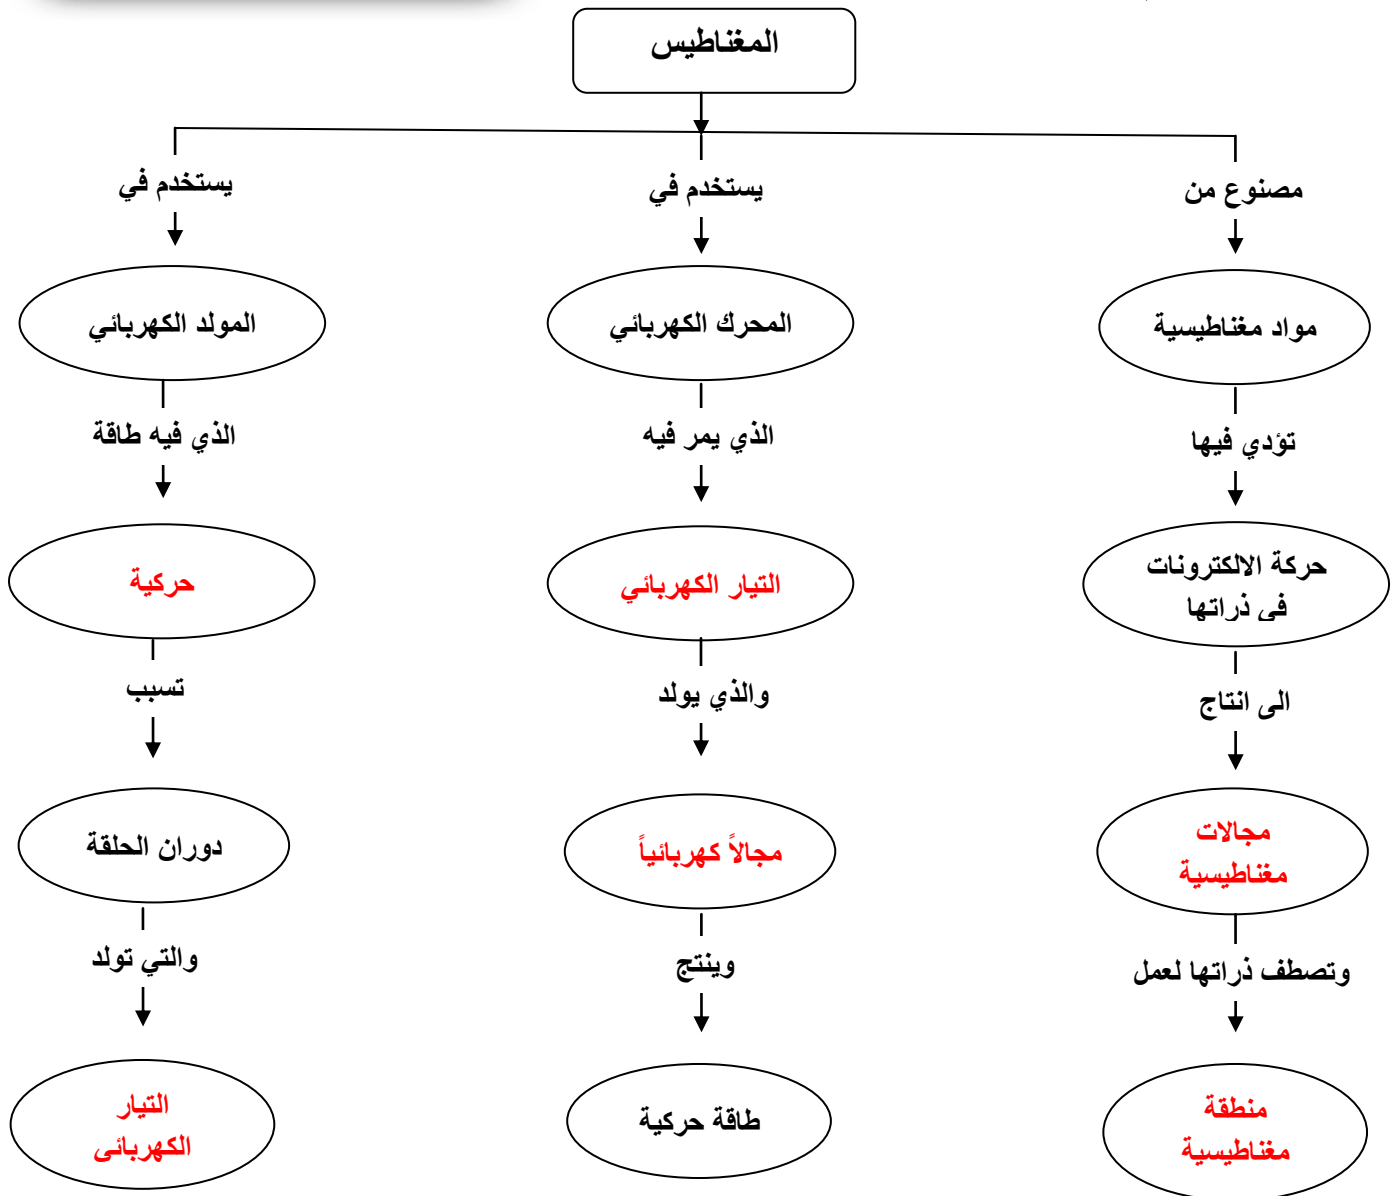 المغناطيس
مصنوع من
مواد مغناطيسية
تؤدي فيها
حركة الالكترونات
في ذراتها
الى انتاج
مجالات
مغناطيسية
وتصطف ذراتها لعمل
منطقة
مغناطيسية
يستخدم في
المحرك الكهربائي
الذي يمر فيه
التيار الكهربائي
والذي يولد
مجالاً كهربائياً
وينتج
طاقة حركية
يستخدم في
المولد الكهربائي
الذي فيه طاقة
حركية
تسبب
دوران الحلقة
والتي تولد
التيار
الكهربائي